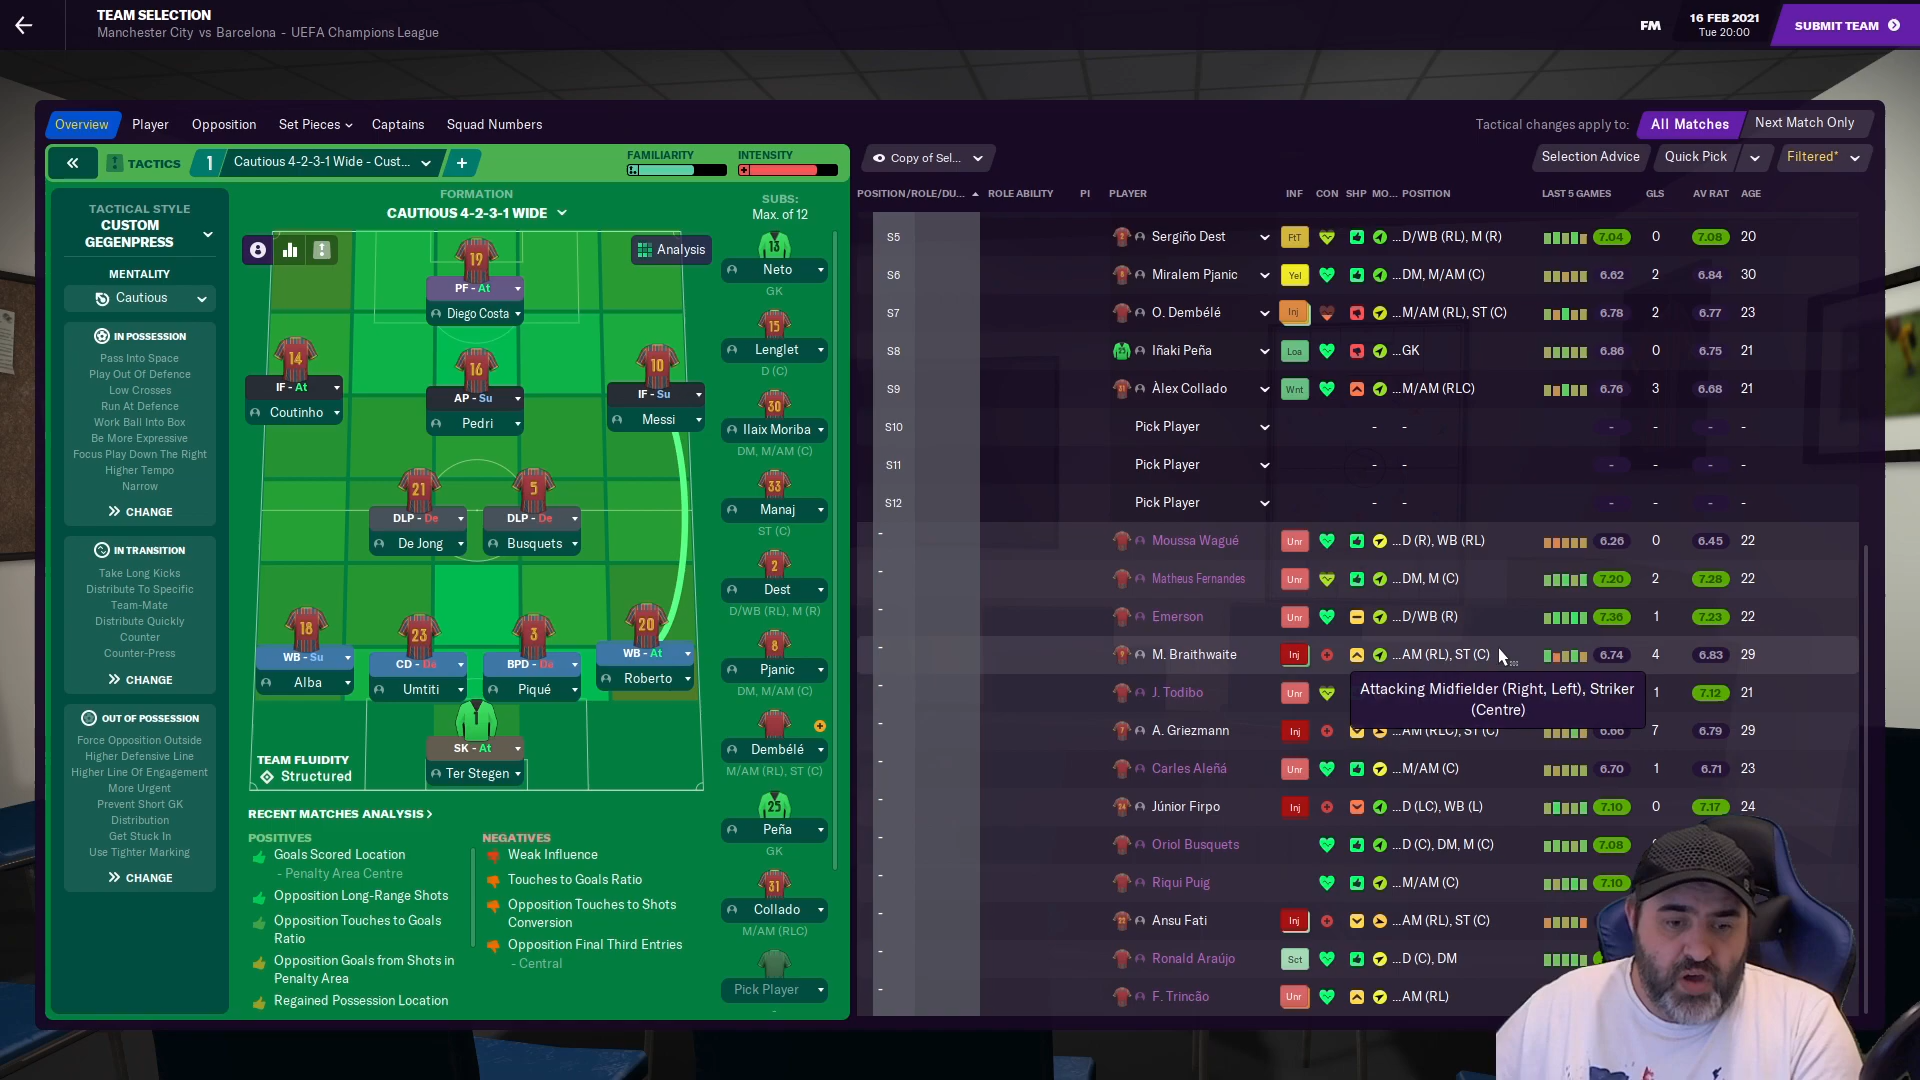 TEAM SELECTION
Manchester City vs Barcelona - UEFA Champions League
FM
16 FEB 2021
Tue 20:00
SUBMIT TEAM
Overview
Player
Opposition
Set Pieces
Captains
Squad Numbers
Tactical changes apply to:
All Matches
Next Match Only
TACTICS
1
Cautious 4-2-3-1 Wide - Cust...
FAMILIARITY
INTENSITY
Copy of Sel...
Selection Advice
Quick Pick
Filtered*
TACTICAL STYLE
CUSTOM
GEGENPRESS
MENTALITY
Cautious
IN POSSESSION
Pass Into Space
Play Out Of Defence
Low Crosses
Run At Defence
Work Ball Into Box
Be More Expressive
Focus Play Down The Right
Higher Tempo
Narrow
CHANGE
IN TRANSITION
Take Long Kicks
Distribute To Specific
Team-Mate
Distribute Quickly
Counter
Counter-Press
CHANGE
OUT OF POSSESSION
Force Opposition Outside
Higher Defensive Line
Higher Line Of Engagement
More Urgent
Prevent Short GK
Distribution
Get Stuck In
Use Tighter Marking
CHANGE
FORMATION
CAUTIOUS 4-2-3-1 WIDE
Analysis
19
PF - At
Diego Costa
14
IF - At
Coutinho
16
AP - Su
Pedri
10
IF - Su
Messi
21
DLP - De
De Jong
5
DLP - De
Busquets
18
WB - Su
Alba
23
CD - De
Umtiti
3
BPD - De
Piqué
20
WB - At
Roberto
1
SK - At
Ter Stegen
TEAM FLUIDITY
Structured
RECENT MATCHES ANALYSIS
POSITIVES
Goals Scored Location
- Penalty Area Centre
Opposition Long-Range Shots
Opposition Touches to Goals
Ratio
Opposition Goals from Shots in
Penalty Area
Regained Possession Location
NEGATIVES
Weak Influence
Touches to Goals Ratio
Opposition Touches to Shots
Conversion
Opposition Final Third Entries
- Central
SUBS:
Max. of 12
13
Neto
GK
15
Lenglet
D (C)
30
Ilaix Moriba
DM, M/AM (C)
33
Manaj
ST (C)
2
Dest
D/WB (RL), M (R)
8
Pjanic
DM, M/AM (C)
Dembélé
M/AM (RL), ST (C)
25
Peña
GK
31
Collado
M/AM (RLC)
Pick Player
-
POSITION/ROLE/DU... ROLE ABILITY PI PLAYER INF CON SHP MO... POSITION LAST 5 GAMES GLS AV RAT AGE
S5 Sergiño Dest FtT ...D/WB (RL), M (R) 7.04 0 7.08 20
S6 Miralem Pjanic Yel ...DM, M/AM (C) 6.62 2 6.84 30
S7 O. Dembélé Inj ...M/AM (RL), ST (C) 6.78 2 6.77 23
S8 Iñaki Peña Loa ...GK 6.86 0 6.75 21
S9 Àlex Collado Wnt ...M/AM (RLC) 6.76 3 6.68 21
S10 Pick Player - - - - - -
S11 Pick Player - - - - - -
S12 Pick Player - - - - - -
- Moussa Wagué Unr ...D (R), WB (RL) 6.26 0 6.45 22
- Matheus Fernandes Unr ...DM, M (C) 7.20 2 7.28 22
- Emerson Unr ...D/WB (R) 7.36 1 7.23 22
- M. Braithwaite Inj ...AM (RL), ST (C) 6.74 4 6.83 29
- J. Todibo Unr 1 7.12 21
Attacking Midfielder (Right, Left), Striker
(Centre)
- A. Griezmann Inj ...AM (RLC), ST (C) 6.66 7 6.79 29
- Carles Aleñá Unr ...M/AM (C) 6.70 1 6.71 23
- Júnior Firpo Inj ...D (LC), WB (L) 7.10 0 7.17 24
- Oriol Busquets ...D (C), DM, M (C) 7.08
- Riqui Puig ...M/AM (C) 7.10
- Ansu Fati Inj ...AM (RL), ST (C)
- Ronald Araújo Sct ...D (C), DM
- F. Trincão Unr ...AM (RL)